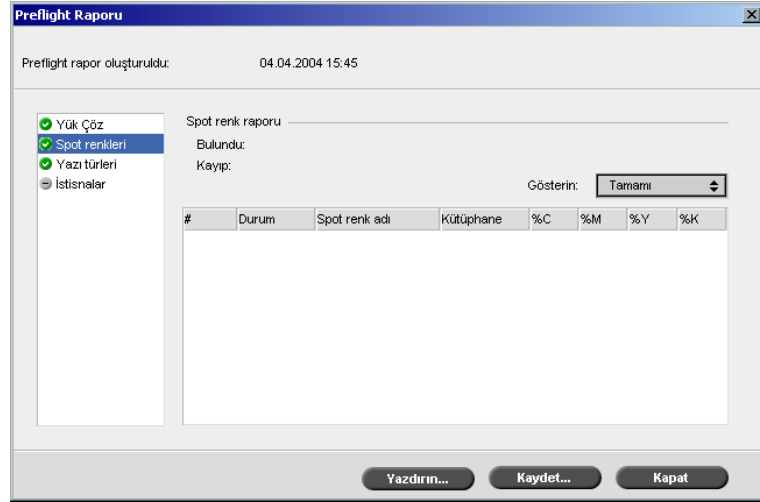 Preflight Raporu
Preflight rapor oluşturuldu: 04.04.2004 15:45
Yük Çöz
Spot renkleri
Yazı türleri
İstisnalar
Spot renk raporu
Bulundu:
Kayıp:
Gösterin: Tamamı
# Durum Spot renk adı Kütüphane %C %M %Y %K
Yazdırın... Kaydet... Kapat